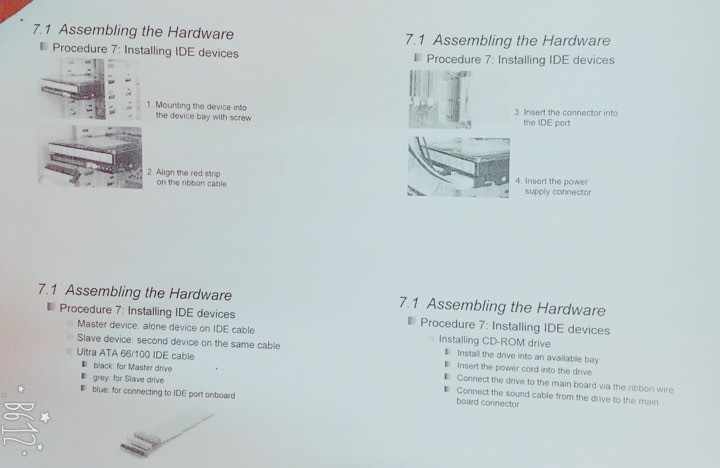 7.1 Assembling the Hardware
Procedure 7: Installing IDE devices
1. Mounting the device into
the device bay with screw
2. Align the red strip
on the ribbon cable
7.1 Assembling the Hardware
Procedure 7: Installing IDE devices
3. Insert the connector into
the IDE port
4. Insert the power
supply connector
7.1 Assembling the Hardware
Procedure 7: Installing IDE devices
Master device: alone device on IDE cable
Slave device: second device on the same cable
Ultra ATA 66/100 IDE cable
black: for Master drive
grey: for Slave drive
blue: for connecting to IDE port onboard
7.1 Assembling the Hardware
Procedure 7: Installing IDE devices
Installing CD-ROM drive
Install the drive into an available bay
Insert the power cord into the drive
Connect the drive to the main board via the ribbon wire
Connect the sound cable from the drive to the main
board connector
B612